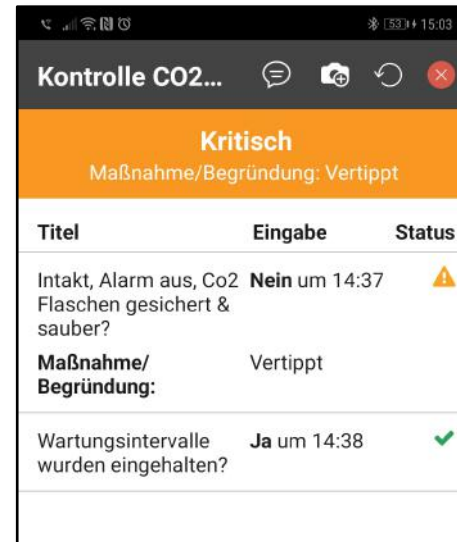 53 15:03
Kontrolle CO2...
Kritisch
Maßnahme/Begründung: Vertippt
Titel Eingabe Status
Intakt, Alarm aus, Co2 Nein um 14:37
Flaschen gesichert &
sauber?
Maßnahme/ Vertippt
Begründung:
Wartungsintervalle Ja um 14:38
wurden eingehalten?